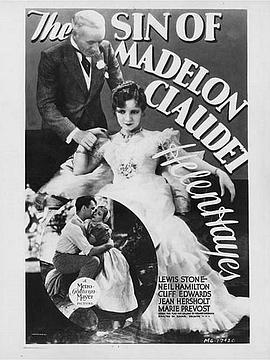 The
SIN OF
MADELON
CLAUDET
Helen Hayes
LEWIS STONE
NEIL HAMILTON
CLIFF EDWARDS
JEAN HERSHOLT
MARIE PREVOST
A
Metro-
Goldwyn
Mayer
PICTURE